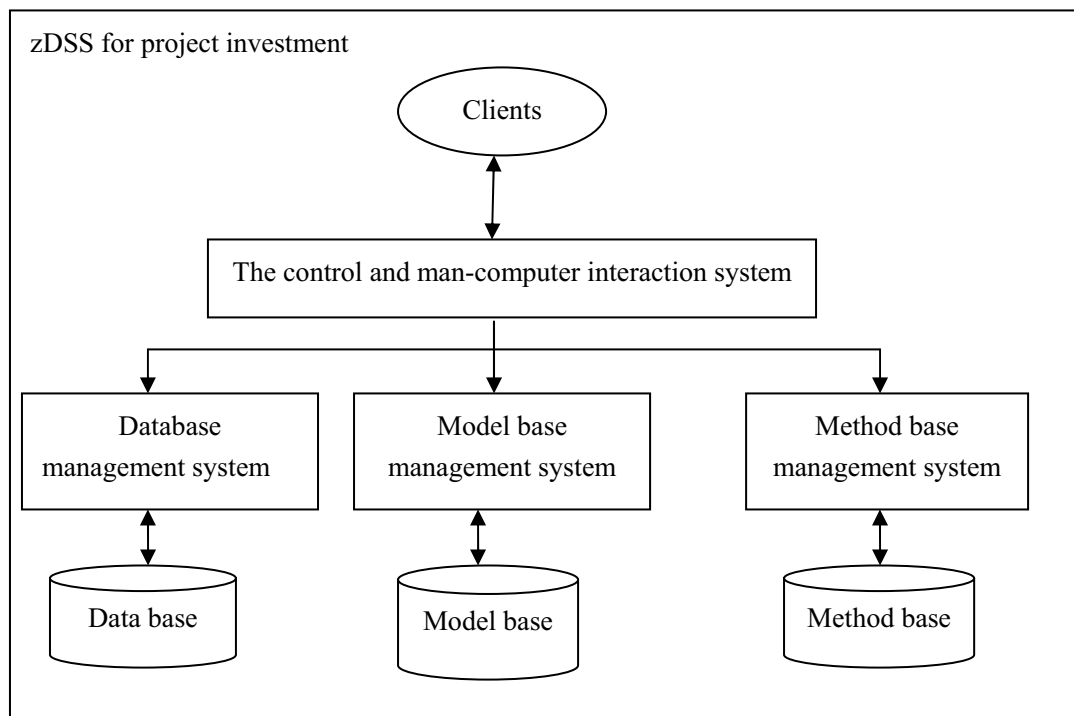 zDSS for project investment
Clients
The control and man-computer interaction system
Database
management system
Model base
management system
Method base
management system
Data base
Model base
Method base